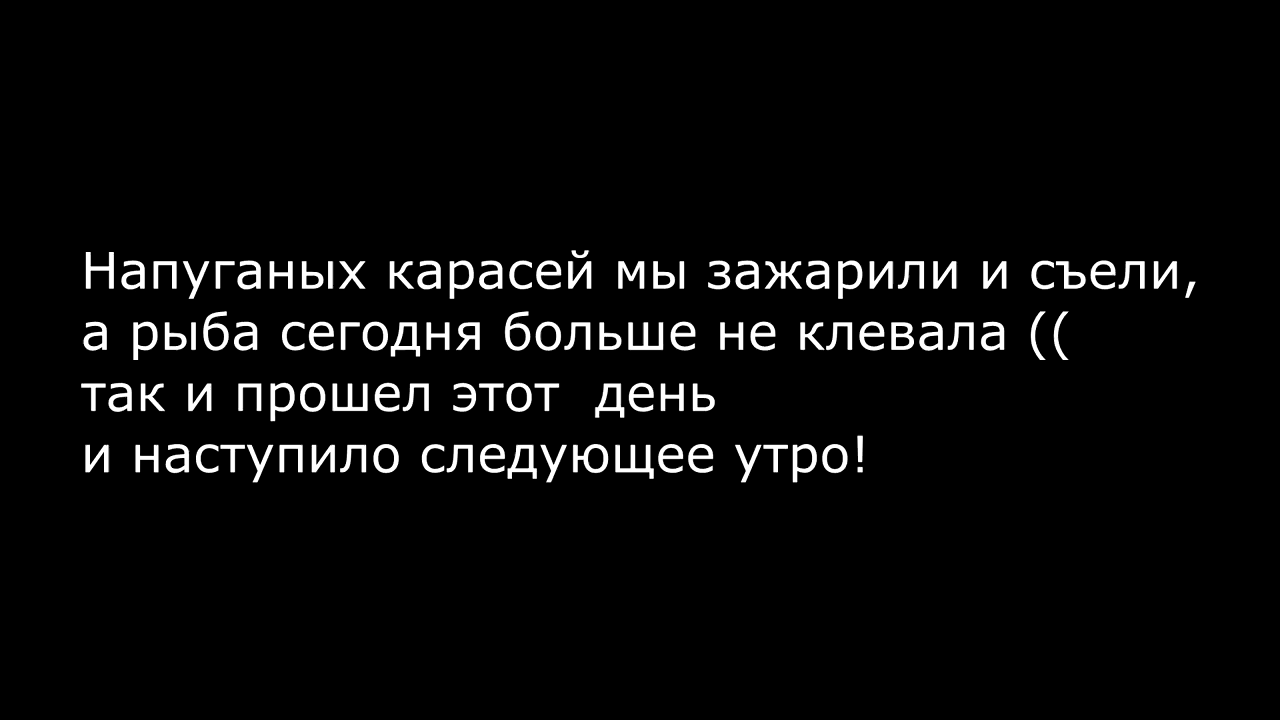 Напуганых карасей мы зажарили и съели,
а рыба сегодня больше не клевала ((
так и прошел этот  день
и наступило следующее утро!